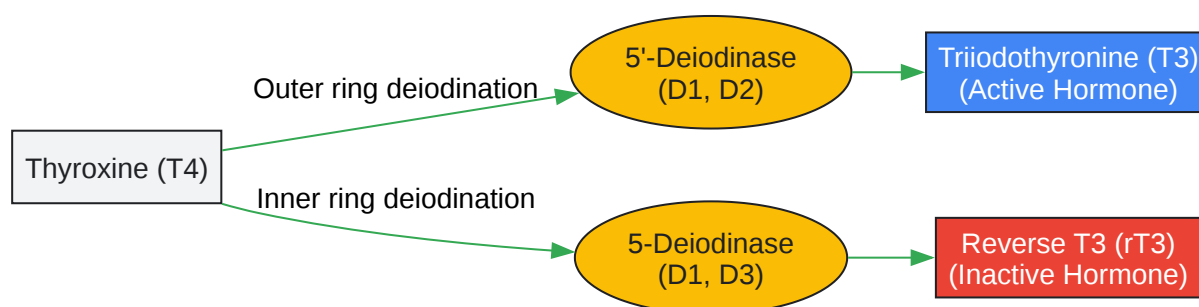 Thyroxine (T4)
Outer ring deiodination
5'-Deiodinase
(D1, D2)
Triiodothyronine (T3)
(Active Hormone)
Inner ring deiodination
5-Deiodinase
(D1, D3)
Reverse T3 (rT3)
(Inactive Hormone)